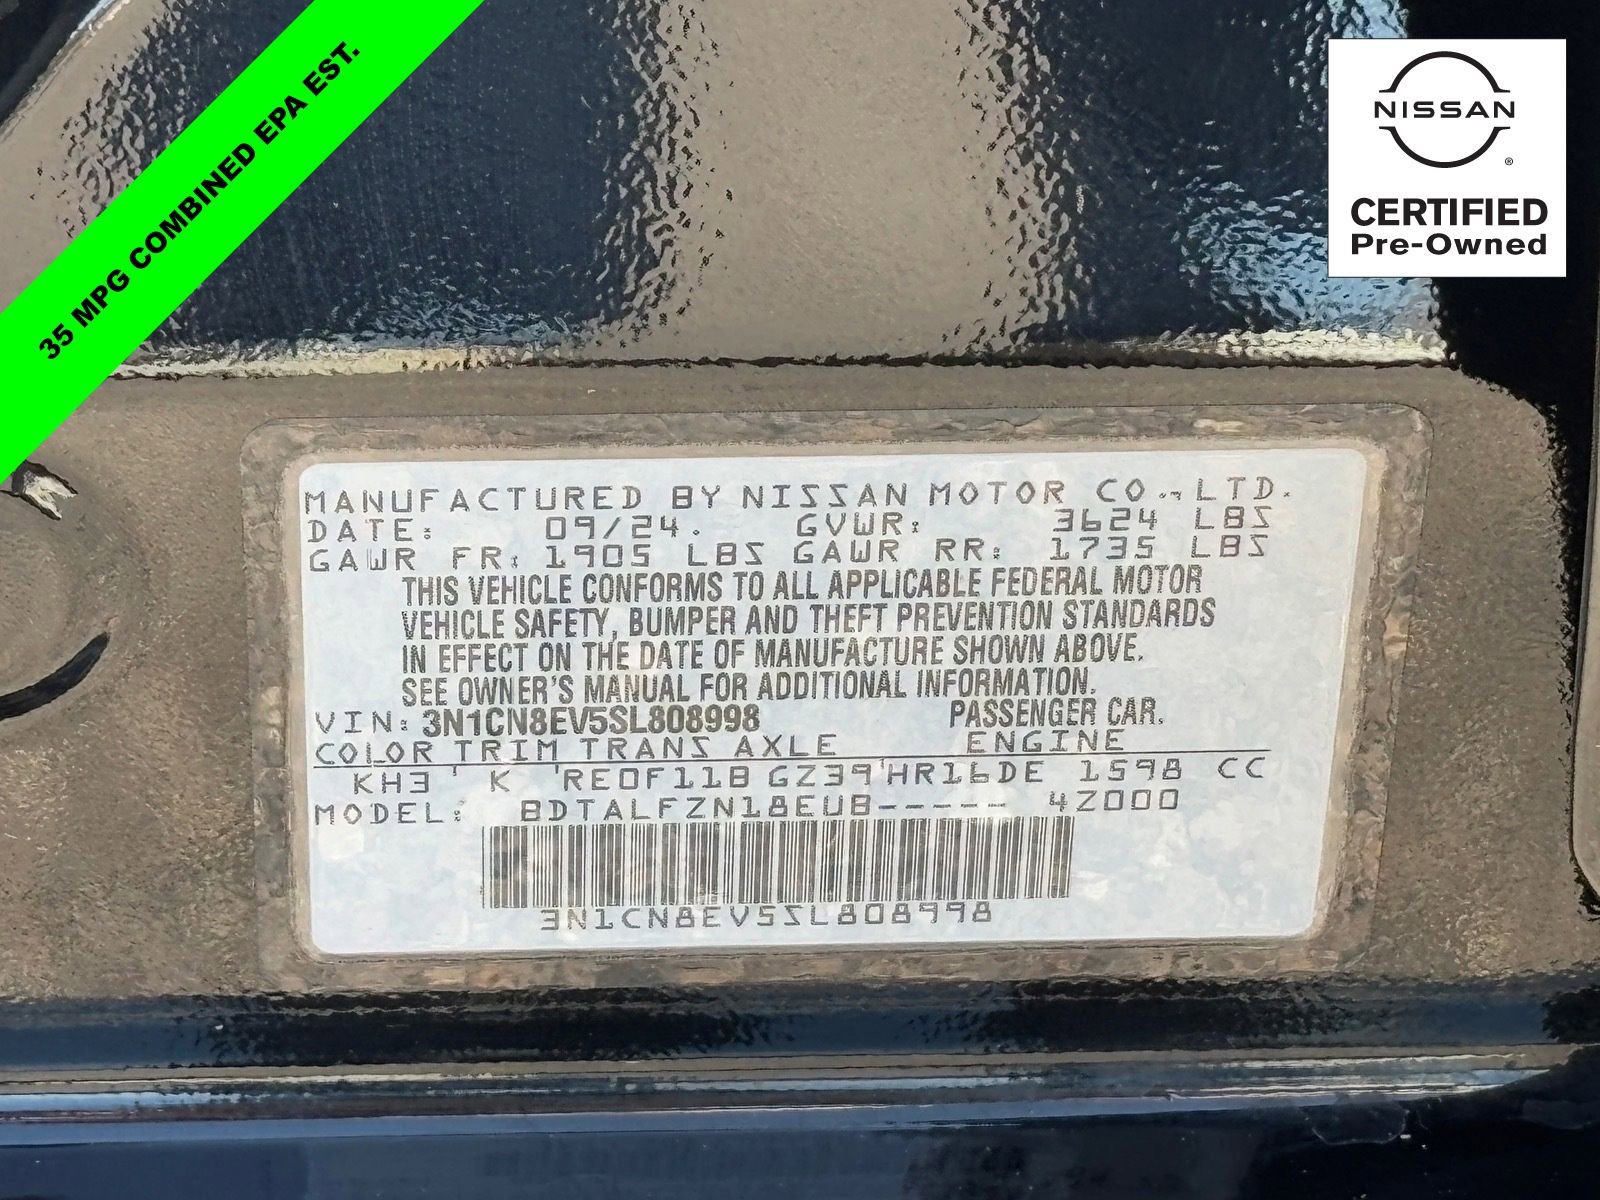 35 MPG COMBINED EPA EST.
NISSAN
®
CERTIFIED
Pre-Owned
MANUFACTURED BY NISSAN MOTOR CO., LTD.
DATE: 09/24. GVWR: 3624 LBS
GAWR FR: 1905 LBS GAWR RR: 1735 LBS
THIS VEHICLE CONFORMS TO ALL APPLICABLE FEDERAL MOTOR
VEHICLE SAFETY, BUMPER AND THEFT PREVENTION STANDARDS
IN EFFECT ON THE DATE OF MANUFACTURE SHOWN ABOVE.
SEE OWNER'S MANUAL FOR ADDITIONAL INFORMATION.
VIN: 3N1CN8EV5SL808998 PASSENGER CAR.
COLOR TRIM TRANS AXLE ENGINE
KH3 ' K 'RE0F11B GZ39'HR16DE 1598 CC
MODEL: BDTALFZN18EUB----- 4Z000
3N1CN8EV5SL808998